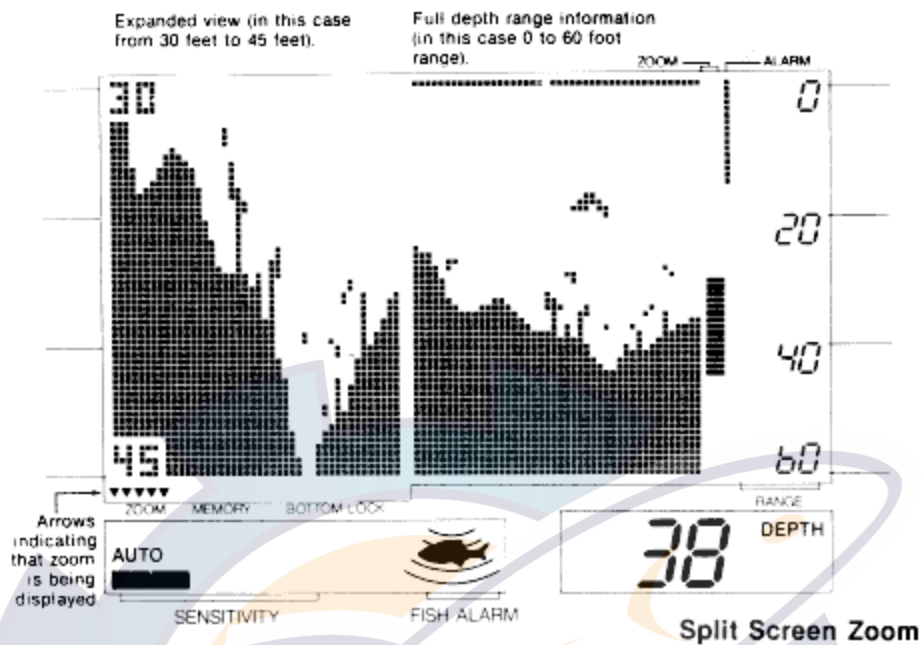 Expanded view (in this case
from 30 feet to 45 feet).
Full depth range information
(in this case 0 to 60 foot
range).
ZOOM
ALARM
30
0
20
40
45
60
ZOOM MEMORY BOTTOM LOCK
RANGE
Arrows
indicating
that zoom
is being
displayed.
AUTO
38
DEPTH
SENSITIVITY
FISH ALARM
Split Screen Zoom